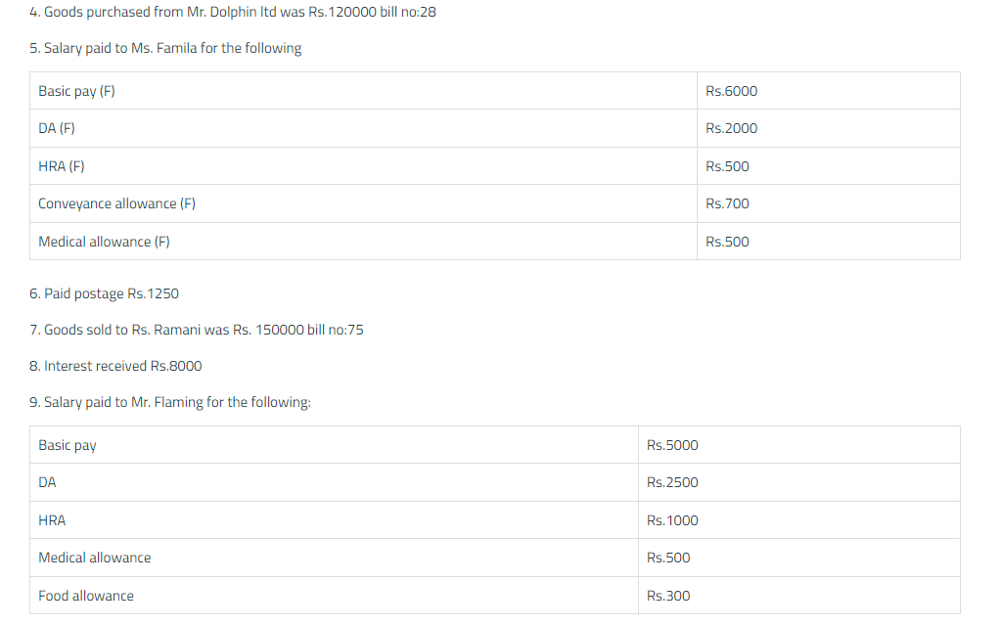 4. Goods purchased from Mr. Dolphin ltd was Rs.120000 bill no:28
5. Salary paid to Ms. Famila for the following
Basic pay (F) Rs.6000
DA (F) Rs.2000
HRA (F) Rs.500
Conveyance allowance (F) Rs.700
Medical allowance (F) Rs.500
6. Paid postage Rs.1250
7. Goods sold to Rs. Ramani was Rs. 150000 bill no:75
8. Interest received Rs.8000
9. Salary paid to Mr. Flaming for the following:
Basic pay Rs.5000
DA Rs.2500
HRA Rs.1000
Medical allowance Rs.500
Food allowance Rs.300